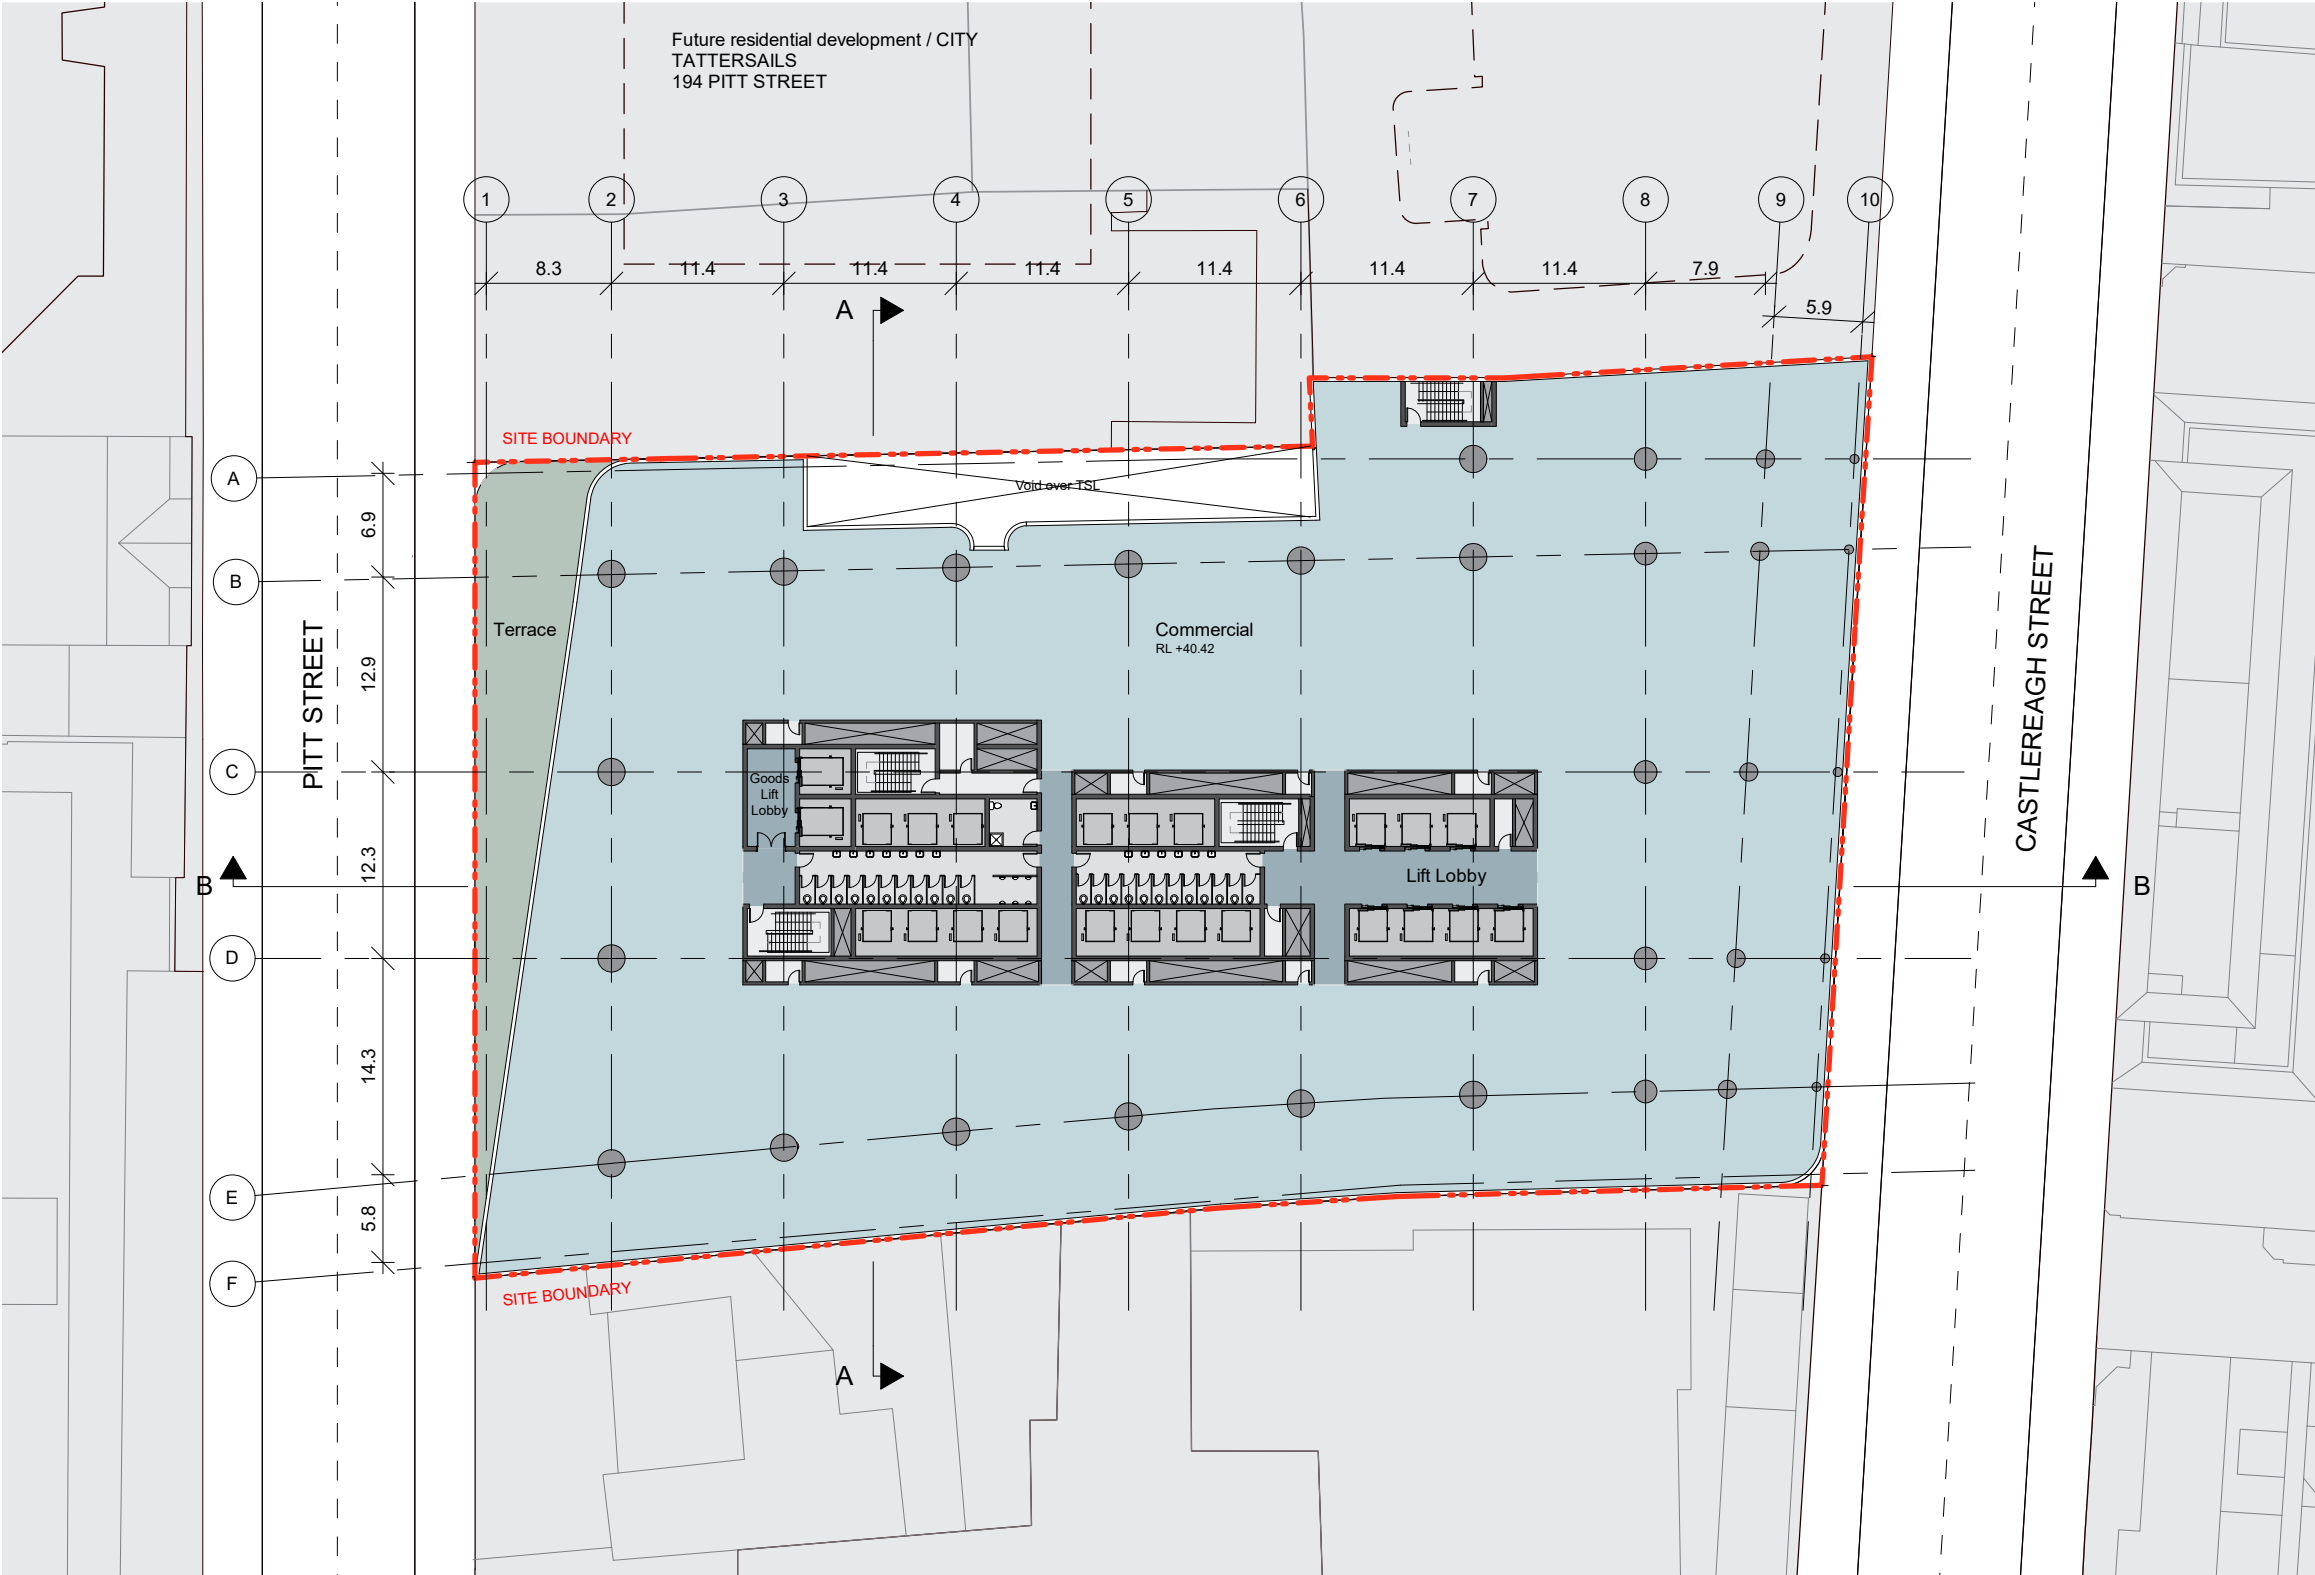 Future residential development / CITY
TATTERSAILS
194 PITT STREET
1
2
3
4
5
6
7
8
9
10
8.3
11.4
11.4
11.4
11.4
11.4
11.4
7.9
5.9
A
SITE BOUNDARY
A
Void over TSL
6.9
B
Terrace
Commercial
RL +40.42
PITT STREET
CASTLEREAGH STREET
12.9
C
Goods
Lift
Lobby
12.3
B
Lift Lobby
B
D
14.3
E
5.8
F
SITE BOUNDARY
A